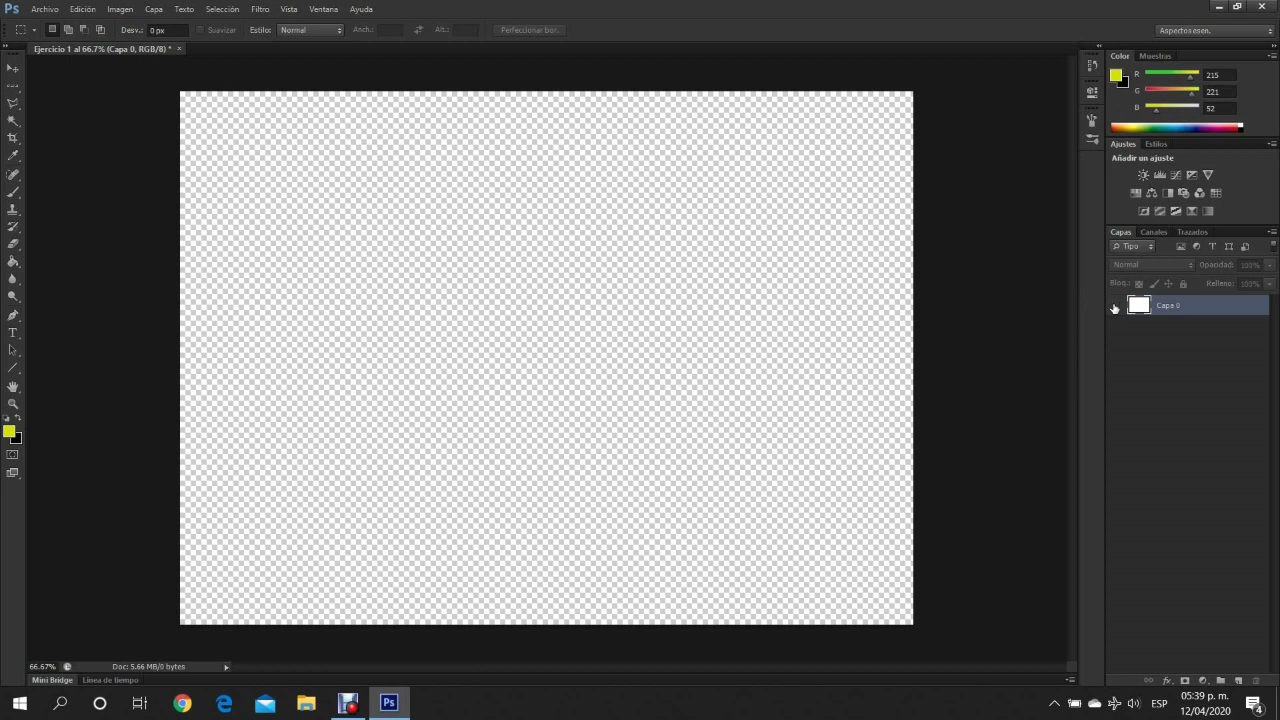 Ps Archivo Edición Imagen Capa Texto Selección Filtro Vista Ventana Ayuda
Desv.: 0 px Suavizar Estilo: Normal Anch.: Alt.: Perfeccionar bor... Aspectos esen.
Ejercicio 1 al 66.7% (Capa 0, RGB/8) * ×
Color Muestras
R 215
G 221
B 52
Ajustes Estilos
Añadir un ajuste
Capas Canales Trazados
Tipo
Normal Opacidad: 100%
Bloq.: Relleno: 100%
Capa 0
66.67% Doc: 5.66 MB/0 bytes
Mini Bridge Línea de tiempo
Ps ESP 05:39 p. m.
12/04/2020 4